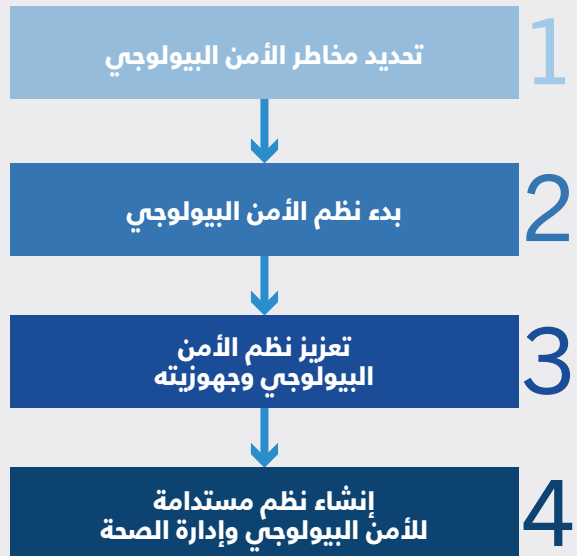 1
تحديد مخاطر الأمن البيولوجي
2
بدء نظم الأمن البيولوجي
3
تعزيز نظم الأمن
البيولوجي وجهوزيته
4
إنشاء نظم مستدامة
للأمن البيولوجي وإدارة الصحة